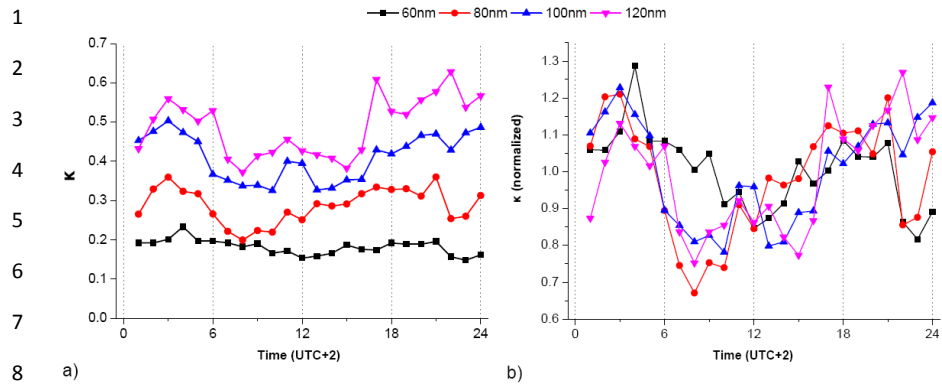 60nm 80nm 100nm 120nm
1
2
3
4
5
6
7
8
0.7
0.6
0.5
0.4
0.3
0.2
0.1
0.0
K
0 6 12 18 24
Time (UTC+2)
a)
1.3
1.2
1.1
1.0
0.9
0.8
0.7
0.6
κ (normalized)
0 6 12 18 24
Time (UTC+2)
b)